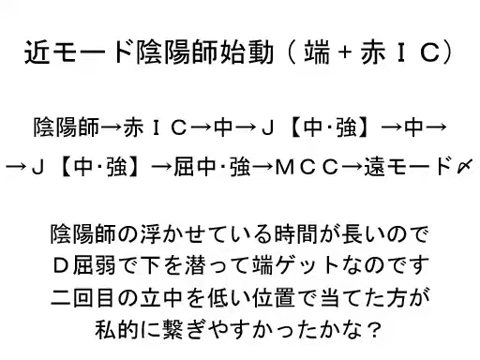 近モード陰陽師始動（端＋赤ＩＣ）
陰陽師→赤ＩＣ→中→Ｊ【中･強】→中→
→Ｊ【中･強】→屈中･強→ＭＣＣ→遠モード〆
陰陽師の浮かせている時間が長いので
Ｄ屈弱で下を潜って端ゲットなのです
二回目の立中を低い位置で当てた方が
私的に繋ぎやすかったかな？